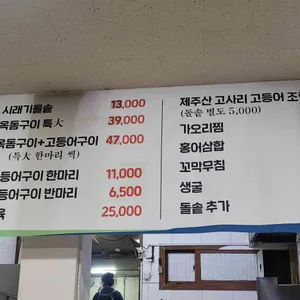 시래기돌솥 13,000
옥돔구이 특大 39,000
옥돔구이+고등어구이 47,000
(특大 한마리 씩)
등어구이 한마리 11,000
등어구이 반마리 6,500
육 25,000
제주산 고사리 고등어 조
(돌솥 별도 5,000)
가오리찜
홍어삼합
꼬막무침
생굴
돌솥 추가